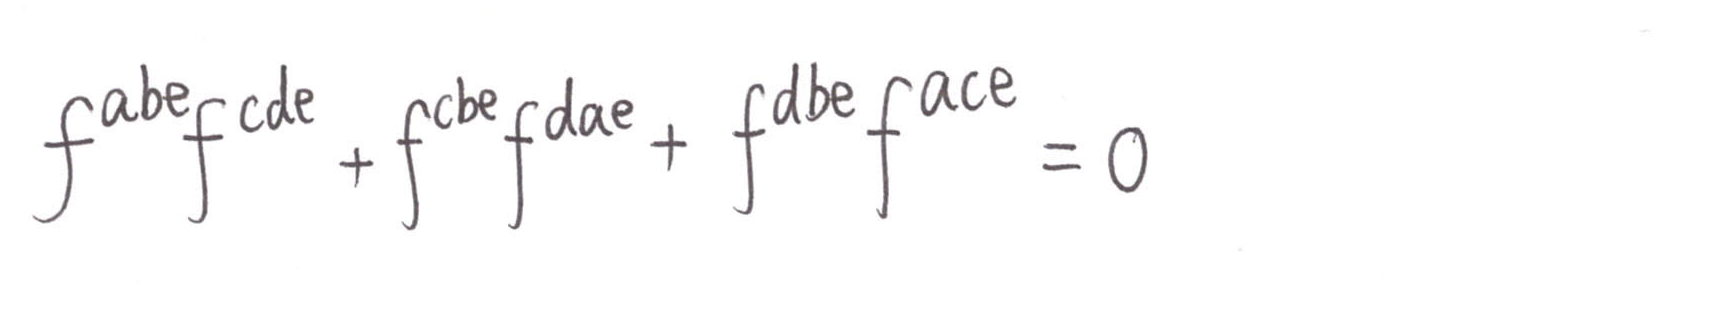 f^{abe} f^{cde} + f^{cbe} f^{dae} + f^{dbe} f^{ace} = 0